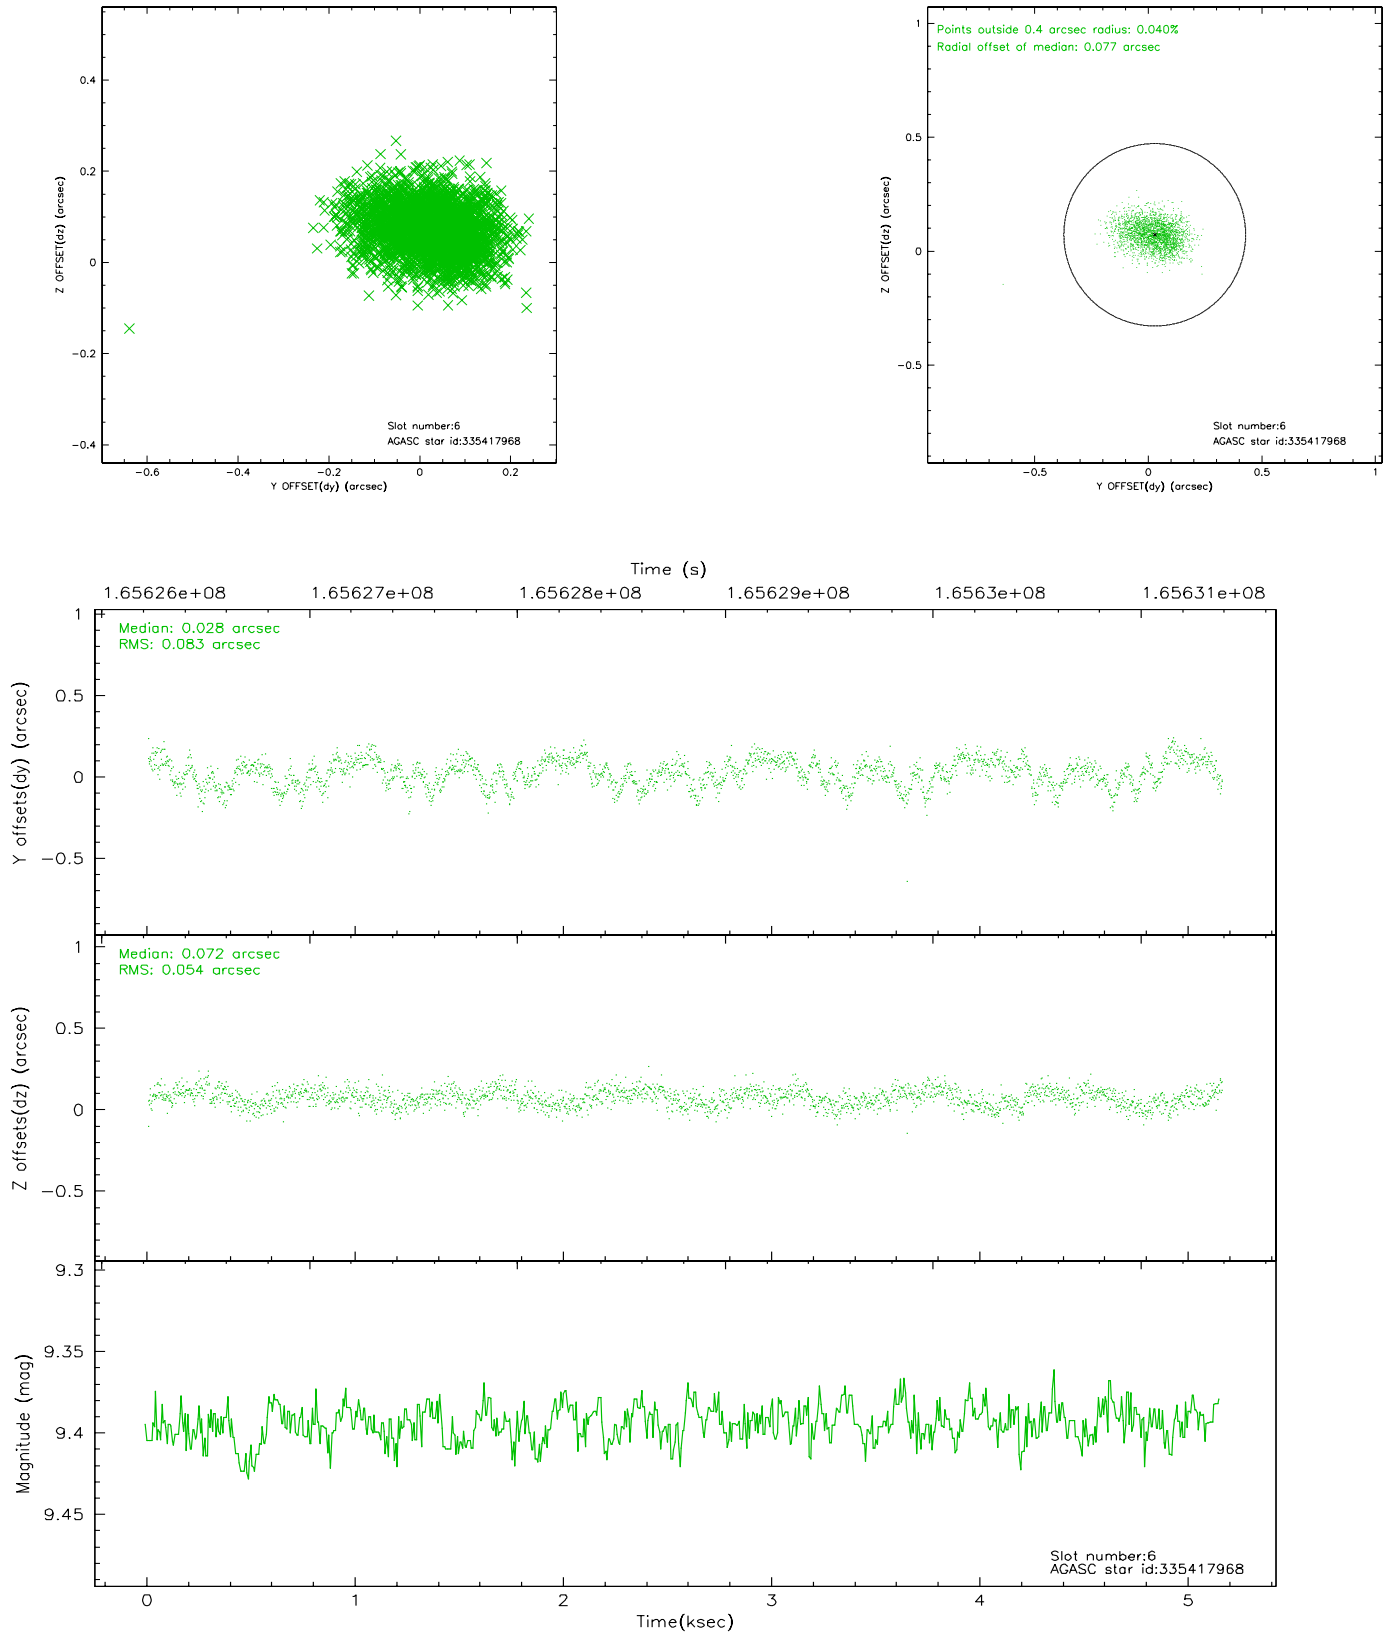 0.4
0.2
0
-0.2
-0.4
Z OFFSET(dz) (arcsec)
Slot number:6
AGASC star id:335417968
-0.6 -0.4 -0.2 0 0.2
Y OFFSET(dy) (arcsec)
Points outside 0.4 arcsec radius: 0.040%
Radial offset of median: 0.077 arcsec
1
0.5
0
-0.5
Z OFFSET(dz) (arcsec)
Slot number:6
AGASC star id:335417968
-0.5 0 0.5 1
Y OFFSET(dy) (arcsec)
Time (s)
1.65626e+08 1.65627e+08 1.65628e+08 1.65629e+08 1.6563e+08 1.65631e+08
Median: 0.028 arcsec
RMS: 0.083 arcsec
1
0.5
0
-0.5
Y offsets(dy) (arcsec)
Median: 0.072 arcsec
RMS: 0.054 arcsec
1
0.5
0
-0.5
Z offsets(dz) (arcsec)
9.3
9.35
9.4
9.45
Magnitude (mag)
Slot number:6
AGASC star id:335417968
0 1 2 3 4 5
Time(ksec)